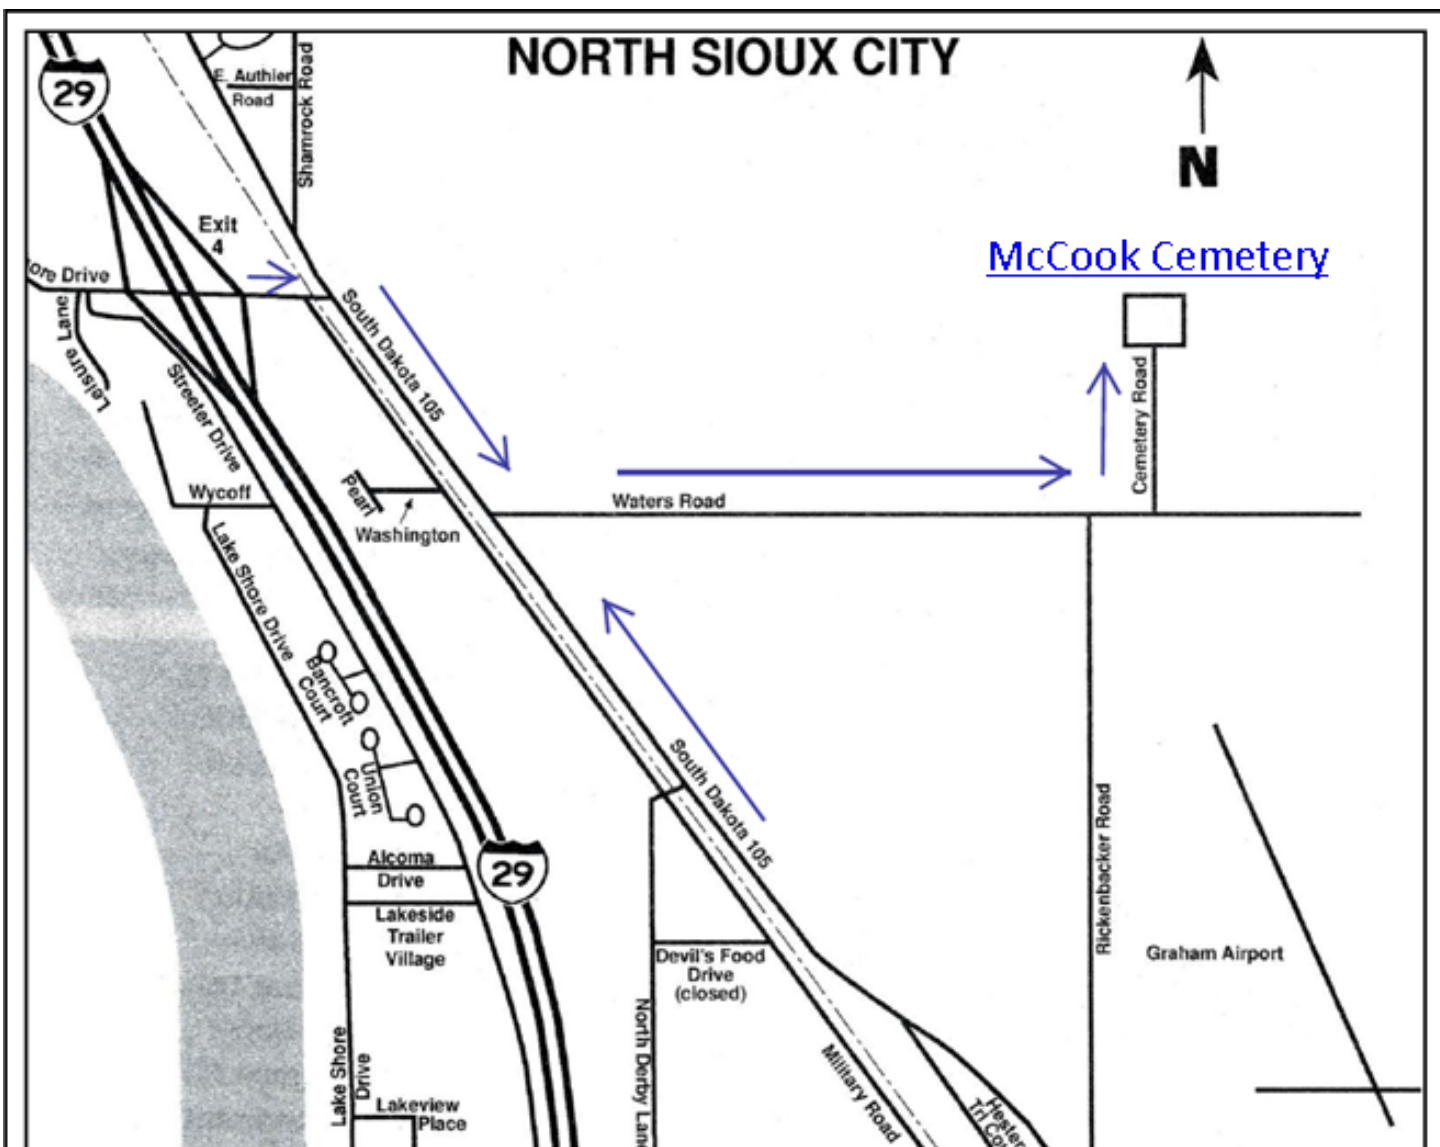 NORTH SIOUX CITY
29
E. Authier
Road
Shamrock Road
N
Exit
4
McCook Cemetery
ore Drive
Leisure Lane
South Dakota 105
Streeter Drive
Cemetery Road
Pearl
Wycoff
Waters Road
Washington
Lake Shore Drive
Bancroft
Court
South Dakota 105
Union
Court
Rickenbacker Road
Alcoma
Drive
29
Lakeside
Trailer
Village
Graham Airport
Devil's Food
Drive
(closed)
North Derby Lane
Lake Shore
Drive
Military Road
Lakeview
Place